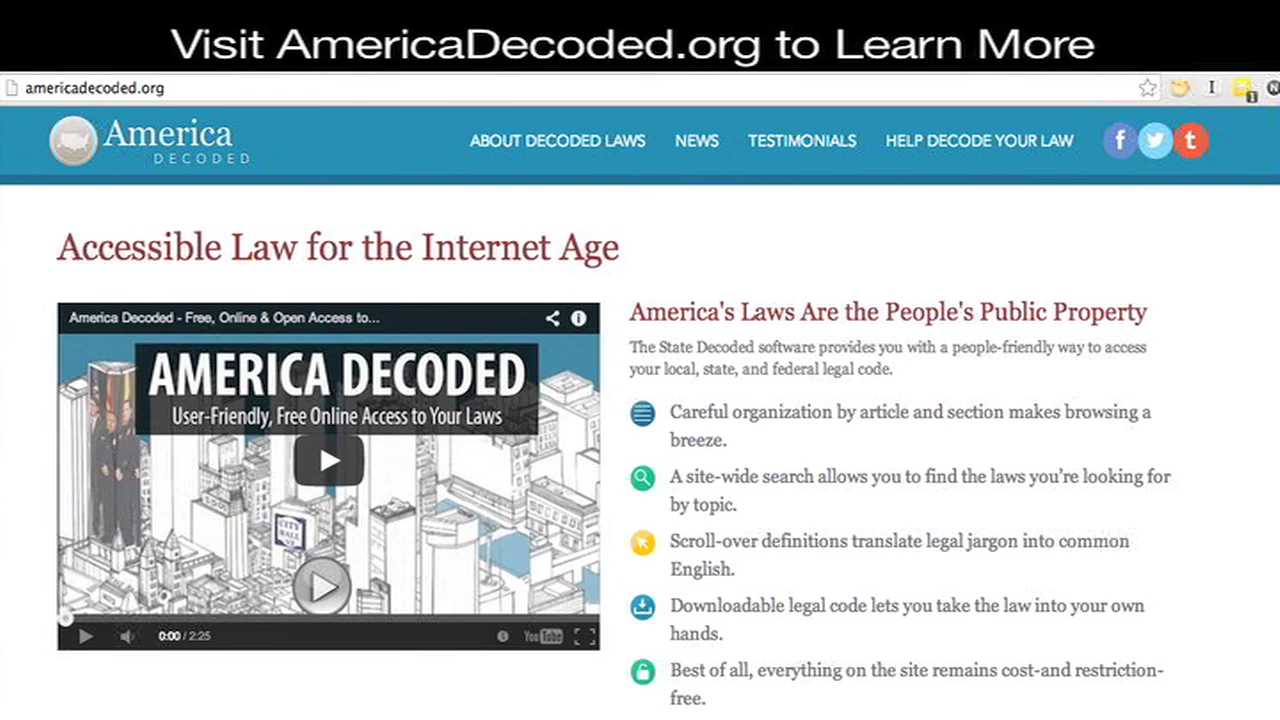 Visit AmericaDecoded.org to Learn More
americadecoded.org
America
DECODED
ABOUT DECODED LAWS NEWS TESTIMONIALS HELP DECODE YOUR LAW
Accessible Law for the Internet Age
America Decoded - Free, Online & Open Access to...
AMERICA DECODED
User-Friendly, Free Online Access to Your Laws
CITY
HALL
0:00 / 2:25
YouTube
America's Laws Are the People's Public Property
The State Decoded software provides you with a people-friendly way to access
your local, state, and federal legal code.
Careful organization by article and section makes browsing a
breeze.
A site-wide search allows you to find the laws you're looking for
by topic.
Scroll-over definitions translate legal jargon into common
English.
Downloadable legal code lets you take the law into your own
hands.
Best of all, everything on the site remains cost-and restriction-
free.